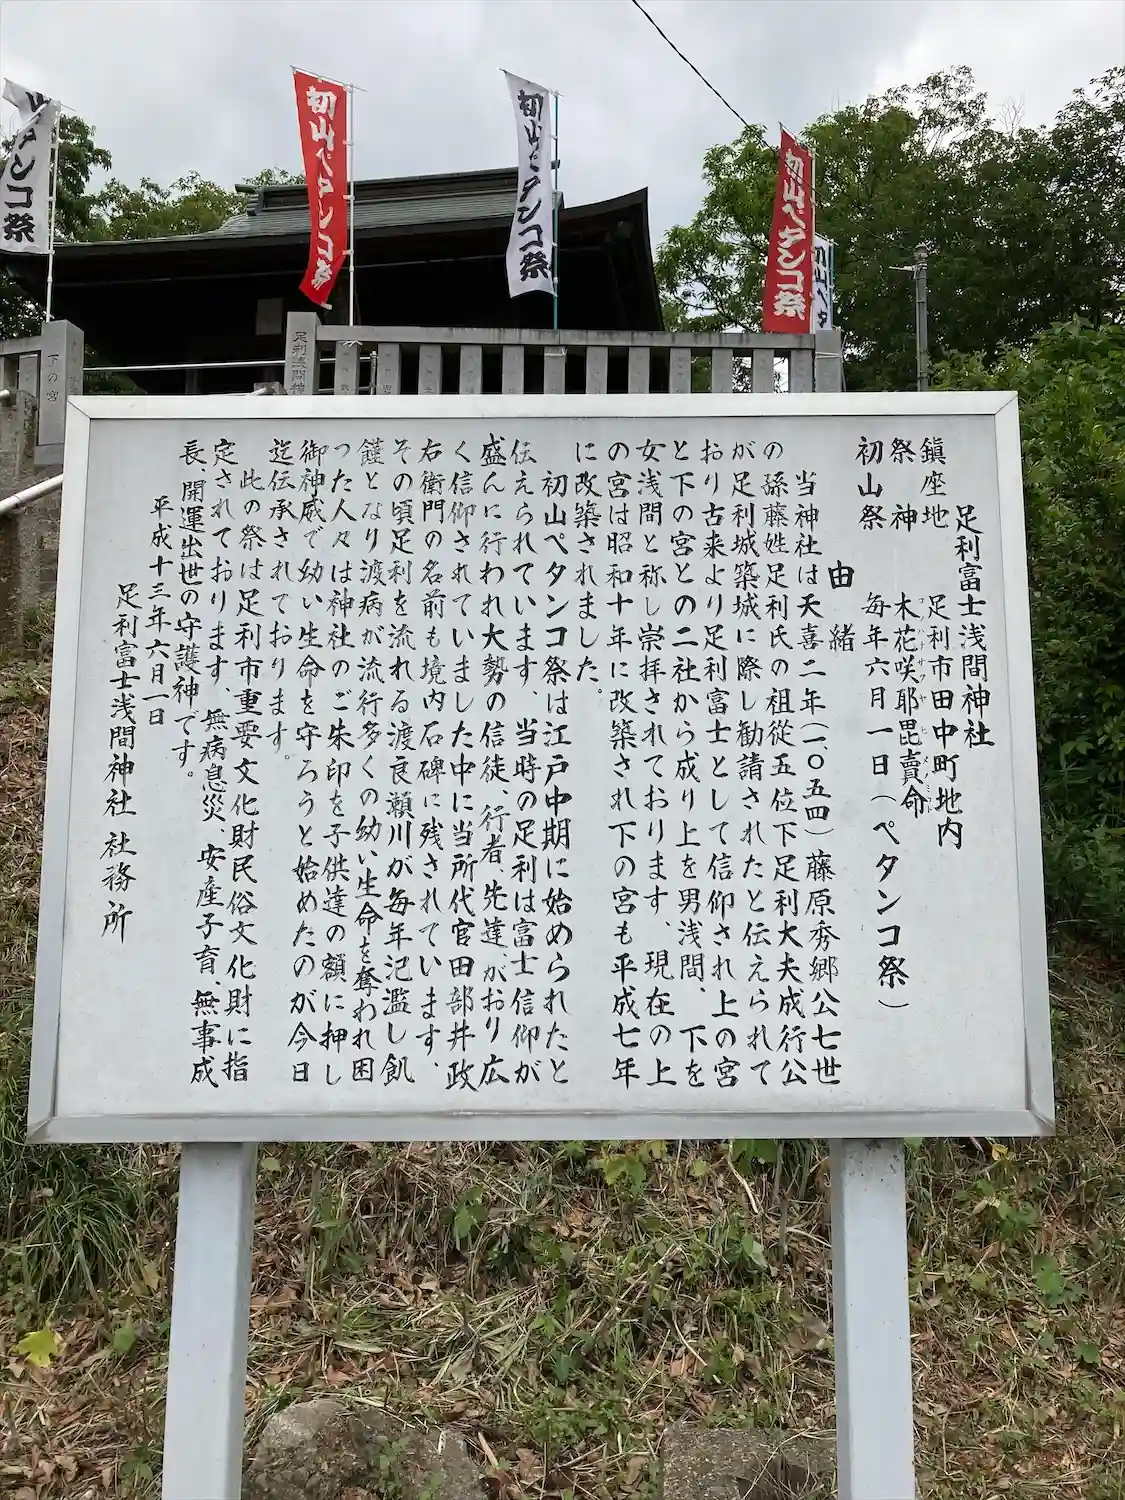 初山ペタンコ祭
初山ペタンコ祭
初山ペタンコ祭
タンコ祭
下の宮
足利浅間神
足利富士浅間神社
鎮座地 足利市田中町地内
祭神 木花咲耶毘賣命
初山祭 毎年六月一日(ペタンコ祭)
由緒
当神社は天喜二年(一、〇五四)藤原秀郷公七世
の孫藤姓足利氏の祖従五位下足利大夫成行公
が足利城築城に際し勧請されたと伝えられて
おり古来より足利富士として信仰され上の宮
と下の宮との二社から成り上を男浅間、下を
女浅間と称し崇拝されております、現在の上
の宮は昭和十年に改築され下の宮も平成七年
に改築されました。
初山ペタンコ祭は江戸中期に始められたと
伝えられています、当時の足利は富士信仰が
盛んに行われ大勢の信徒、行者、先達、がおり広
く信仰されていました中に当所代官田部井政
右衛門の名前も境内石碑に残されています、
その頃足利を流れる渡良瀬川が毎年氾濫し飢
饉となり渡病が流行多くの幼い生命を奪われ困
った人々は神社のご朱印を子供達の額に押し
御神威で幼い生命を守ろうと始めたのが今日
迄伝承されております。
此の祭は足利市重要文化財民俗文化財に指
定されております、無病息災、安産子育、無事成
長、開運出世の守護神です。
平成十三年六月一日
足利富士浅間神社 社務所